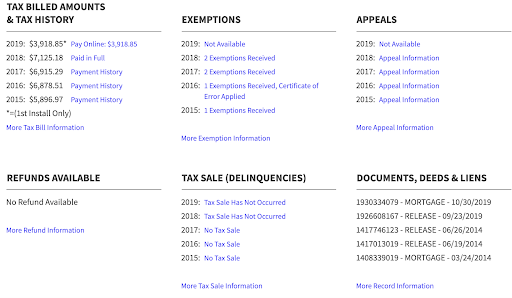 TAX BILLED AMOUNTS
& TAX HISTORY
2019: $3,918.85* Pay Online: $3,918.85
2018: $7,125.18 Paid in Full
2017: $6,915.29 Payment History
2016: $6,878.51 Payment History
2015: $5,896.97 Payment History
*=(1st Install Only)
More Tax Bill Information
EXEMPTIONS
2019: Not Available
2018: 2 Exemptions Received
2017: 2 Exemptions Received
2016: 1 Exemptions Received, Certificate of
Error Applied
2015: 1 Exemptions Received
More Exemption Information
APPEALS
2019: Not Available
2018: Appeal Information
2017: Appeal Information
2016: Appeal Information
2015: Appeal Information
More Appeal Information
REFUNDS AVAILABLE
No Refund Available
More Refund Information
TAX SALE (DELINQUENCIES)
2019: Tax Sale Has Not Occurred
2018: Tax Sale Has Not Occurred
2017: No Tax Sale
2016: No Tax Sale
2015: No Tax Sale
More Tax Sale Information
DOCUMENTS, DEEDS & LIENS
1930334079 - MORTGAGE - 10/30/2019
1926608167 - RELEASE - 09/23/2019
1417746123 - RELEASE - 06/26/2014
1417013019 - RELEASE - 06/19/2014
1408339019 - MORTGAGE - 03/24/2014
More Record Information